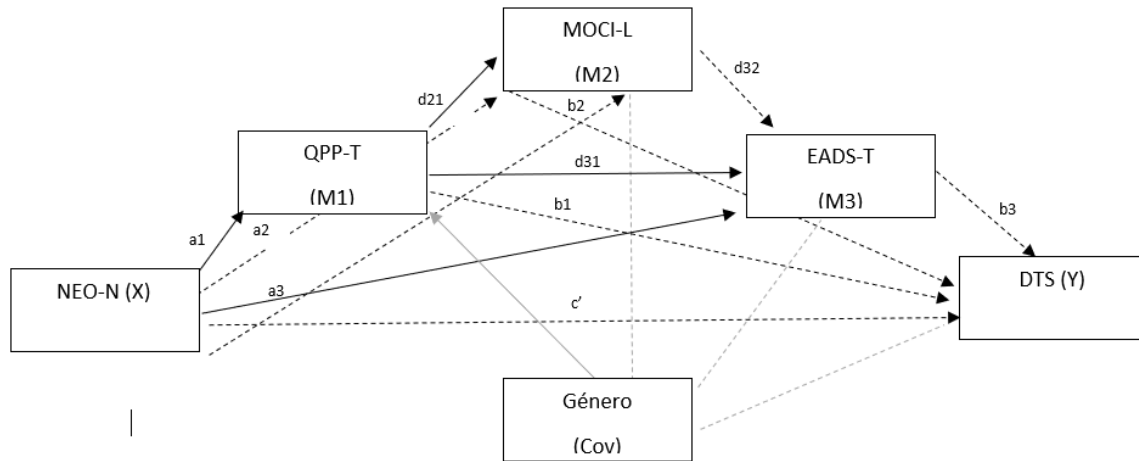 MOCI-L
(M2)
d21
d32
b2
QPP-T
(M1)
d31
EADS-T
(M3)
b1
b3
a1
a2
NEO-N (X)
a3
c’
DTS (Y)
Género
(Cov)